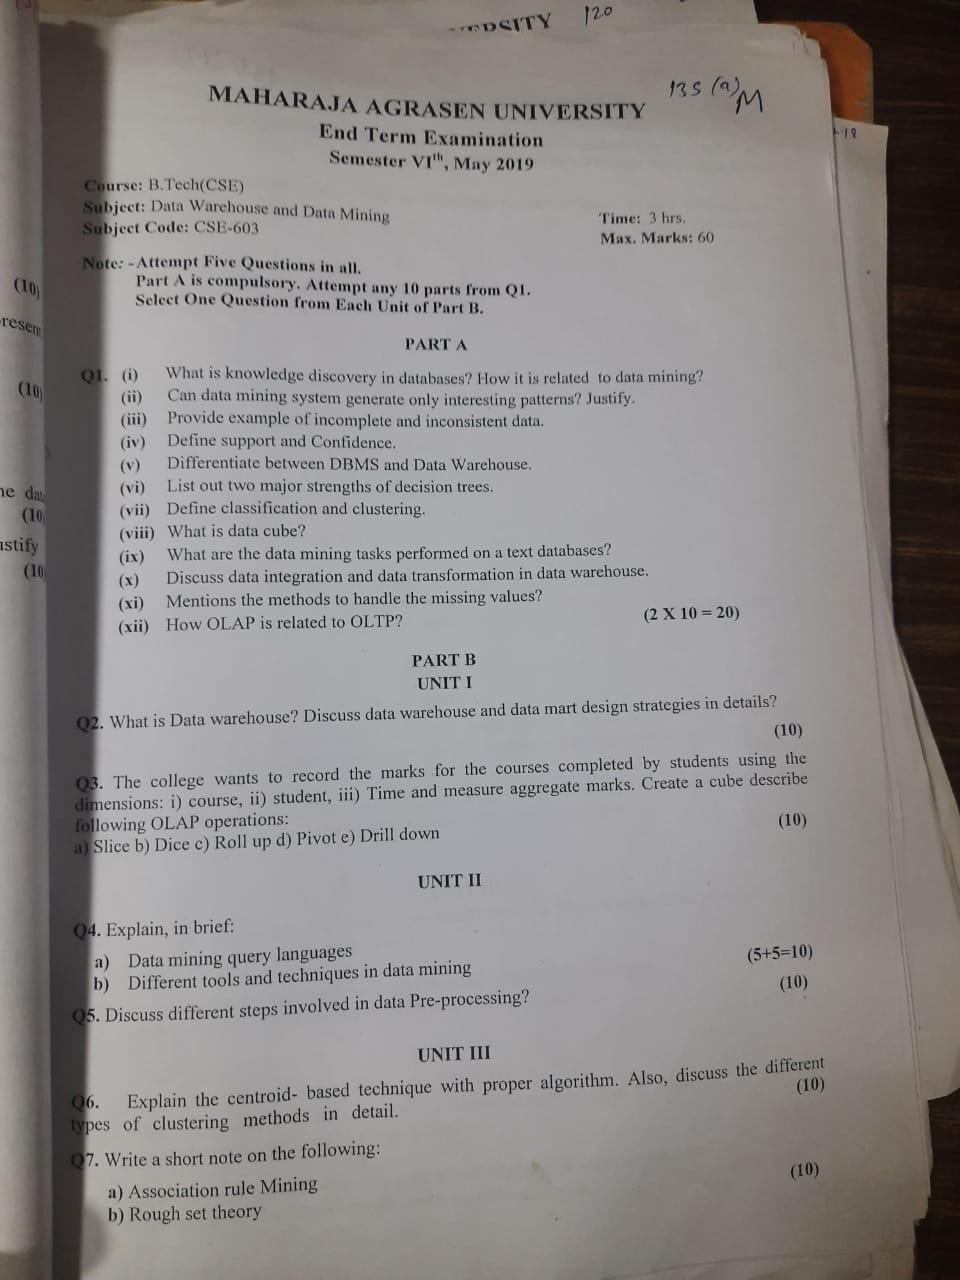 120
135 (a) M
MAHARAJA AGRASEN UNIVERSITY
End Term Examination
Semester VIth, May 2019
Course: B.Tech(CSE)
Subject: Data Warehouse and Data Mining
Subject Code: CSE-603
Time: 3 hrs.
Max. Marks: 60
Note: - Attempt Five Questions in all.
Part A is compulsory. Attempt any 10 parts from Q1.
Select One Question from Each Unit of Part B.
PART A
Q1. (i) What is knowledge discovery in databases? How it is related to data mining?
(ii) Can data mining system generate only interesting patterns? Justify.
(iii) Provide example of incomplete and inconsistent data.
(iv) Define support and Confidence.
(v) Differentiate between DBMS and Data Warehouse.
(vi) List out two major strengths of decision trees.
(vii) Define classification and clustering.
(viii) What is data cube?
(ix) What are the data mining tasks performed on a text databases?
(x) Discuss data integration and data transformation in data warehouse.
(xi) Mentions the methods to handle the missing values?
(xii) How OLAP is related to OLTP? (2 X 10 = 20)
PART B
UNIT I
Q2. What is Data warehouse? Discuss data warehouse and data mart design strategies in details?
(10)
Q3. The college wants to record the marks for the courses completed by students using the
dimensions: i) course, ii) student, iii) Time and measure aggregate marks. Create a cube describe
following OLAP operations:
a) Slice b) Dice c) Roll up d) Pivot e) Drill down (10)
UNIT II
Q4. Explain, in brief:
a) Data mining query languages
b) Different tools and techniques in data mining (5+5=10)
Q5. Discuss different steps involved in data Pre-processing? (10)
UNIT III
Q6. Explain the centroid- based technique with proper algorithm. Also, discuss the different
types of clustering methods in detail. (10)
Q7. Write a short note on the following:
a) Association rule Mining (10)
b) Rough set theory
(10)
(10)
(10)
(10)